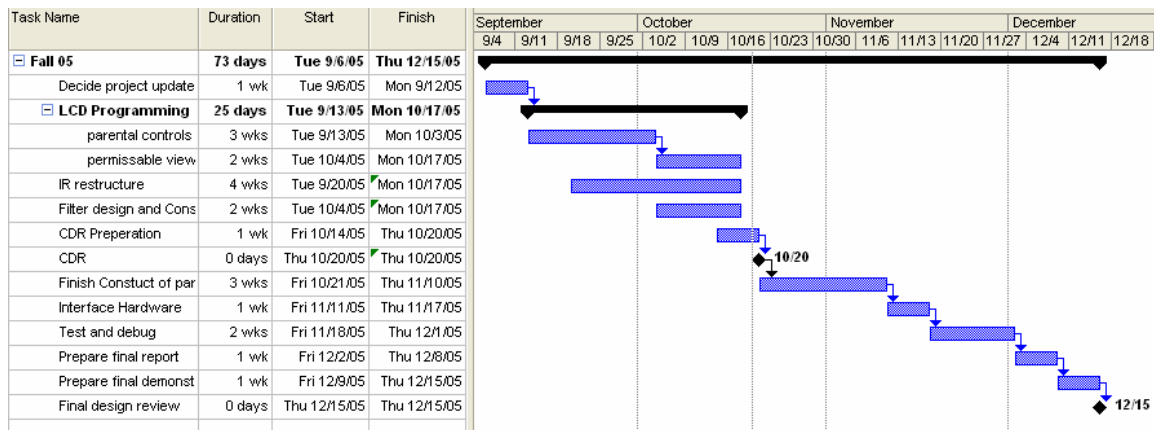 Task Name Duration Start Finish September October November December
9/4 9/11 9/18 9/25 10/2 10/9 10/16 10/23 10/30 11/6 11/13 11/20 11/27 12/4 12/11 12/18
Fall 05 73 days Tue 9/6/05 Thu 12/15/05
Decide project update 1 wk Tue 9/6/05 Mon 9/12/05
LCD Programming 25 days Tue 9/13/05 Mon 10/17/05
parental controls 3 wks Tue 9/13/05 Mon 10/3/05
permissable view 2 wks Tue 10/4/05 Mon 10/17/05
IR restructure 4 wks Tue 9/20/05 Mon 10/17/05
Filter design and Cons 2 wks Tue 10/4/05 Mon 10/17/05
CDR Preperation 1 wk Fri 10/14/05 Thu 10/20/05
CDR 0 days Thu 10/20/05 Thu 10/20/05 10/20
Finish Constuct of par 3 wks Fri 10/21/05 Thu 11/10/05
Interface Hardware 1 wk Fri 11/11/05 Thu 11/17/05
Test and debug 2 wks Fri 11/18/05 Thu 12/1/05
Prepare final report 1 wk Fri 12/2/05 Thu 12/8/05
Prepare final demonst 1 wk Fri 12/9/05 Thu 12/15/05
Final design review 0 days Thu 12/15/05 Thu 12/15/05 12/15